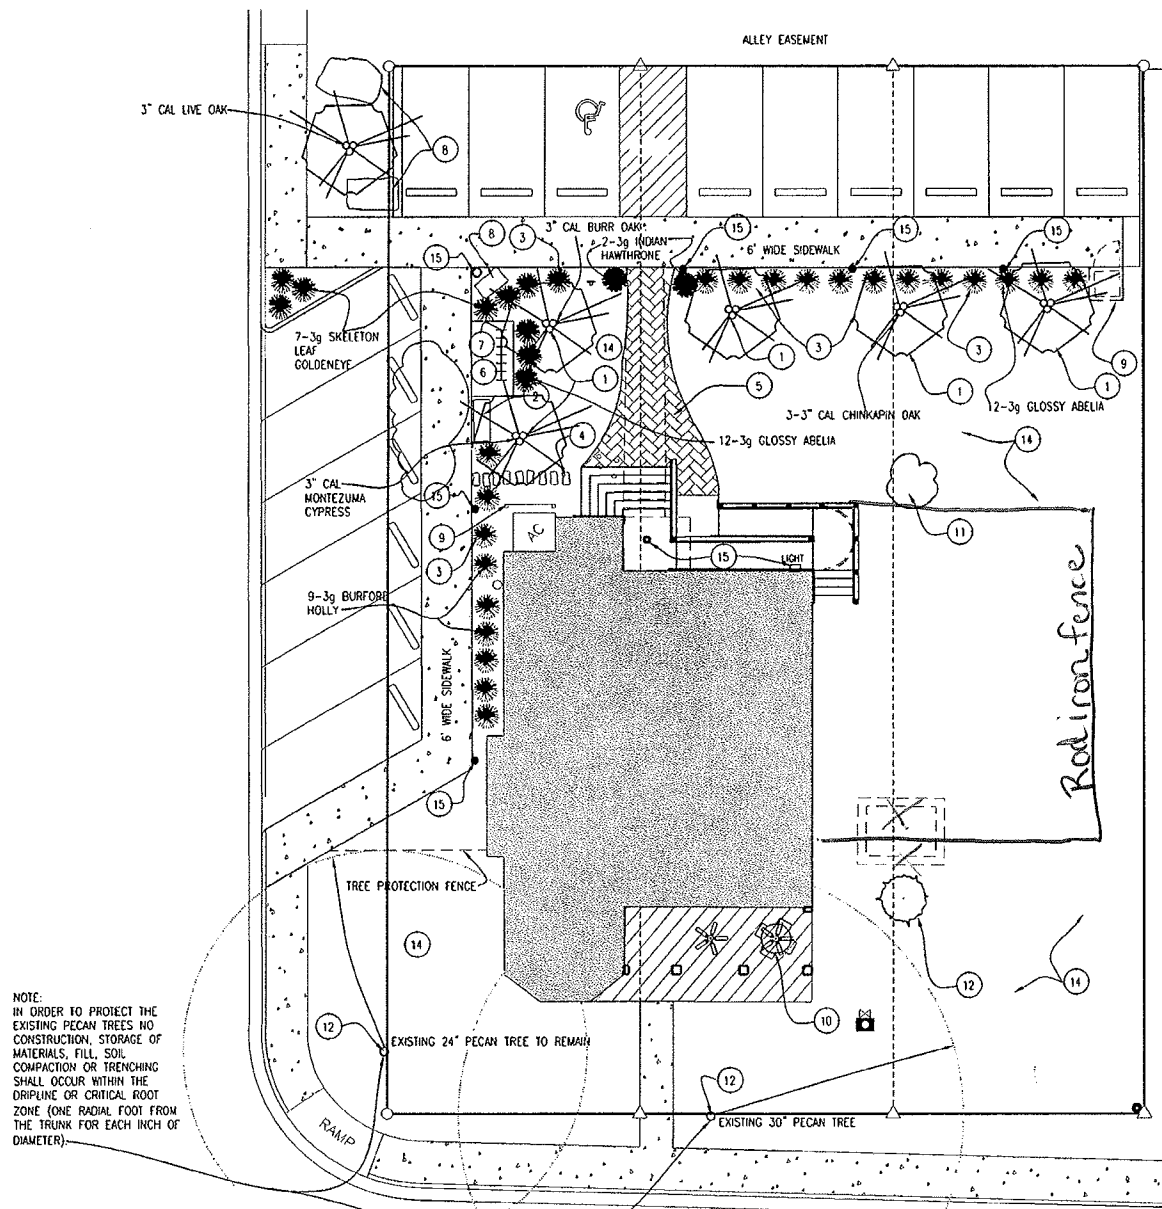 ALLEY EASEMENT
3" CAL LIVE OAK
8
8
3
3" CAL BURR OAK
2-3g INDIAN
HAWTHRONE
15
6' WIDE SIDEWALK
15
15
15
7-3g SKELETON
LEAF
GOLDENEYE
7
14
6
1
2
1
3
5
1
3
1
9
12-3g GLOSSY ABELIA
3-3" CAL CHINKAPIN OAK
12-3g GLOSSY ABELIA
4
14
3" CAL
MONTEZUMA
CYPRESS
15
9
AC
11
15
LIGHT
3
9-3g BURFORD
HOLLY
6' WIDE SIDEWALK
Rod iron fence
15
TREE PROTECTION FENCE
14
12
14
NOTE:
IN ORDER TO PROTECT THE
EXISTING PECAN TREES NO
CONSTRUCTION, STORAGE OF
MATERIALS, FILL, SOIL
COMPACTION OR TRENCHING
SHALL OCCUR WITHIN THE
DRIPLINE OR CRITICAL ROOT
ZONE (ONE RADIAL FOOT FROM
THE TRUNK FOR EACH INCH OF
DIAMETER).
12
10
EXISTING 24" PECAN TREE TO REMAIN
12
EXISTING 30" PECAN TREE
RAMP